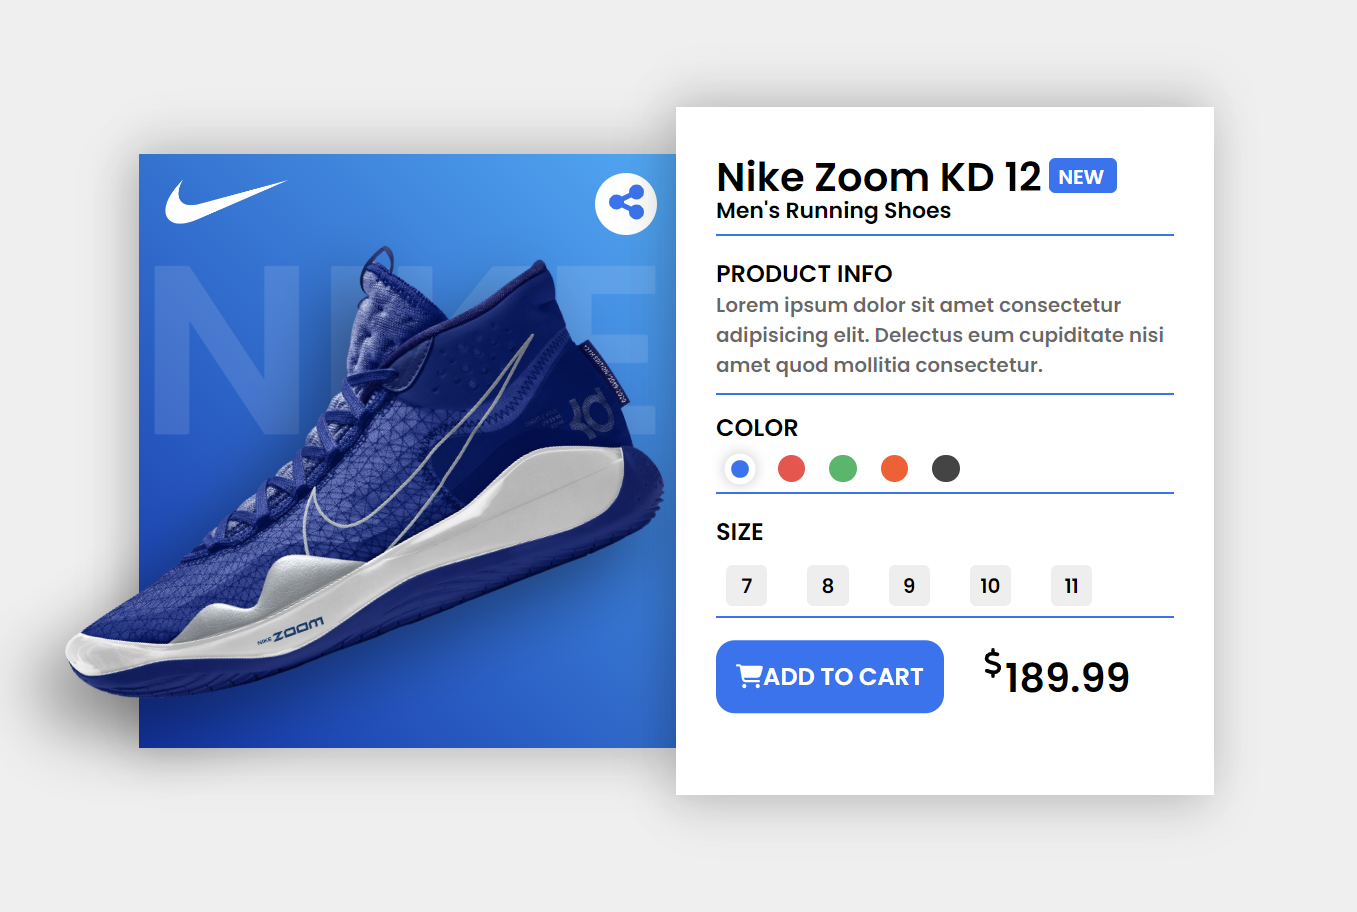 NIKE
NIKE ZOOM
Nike Zoom KD 12 NEW
Men's Running Shoes
PRODUCT INFO
Lorem ipsum dolor sit amet consectetur
adipisicing elit. Delectus eum cupiditate nisi
amet quod mollitia consectetur.
COLOR
SIZE
7 8 9 10 11
ADD TO CART $189.99